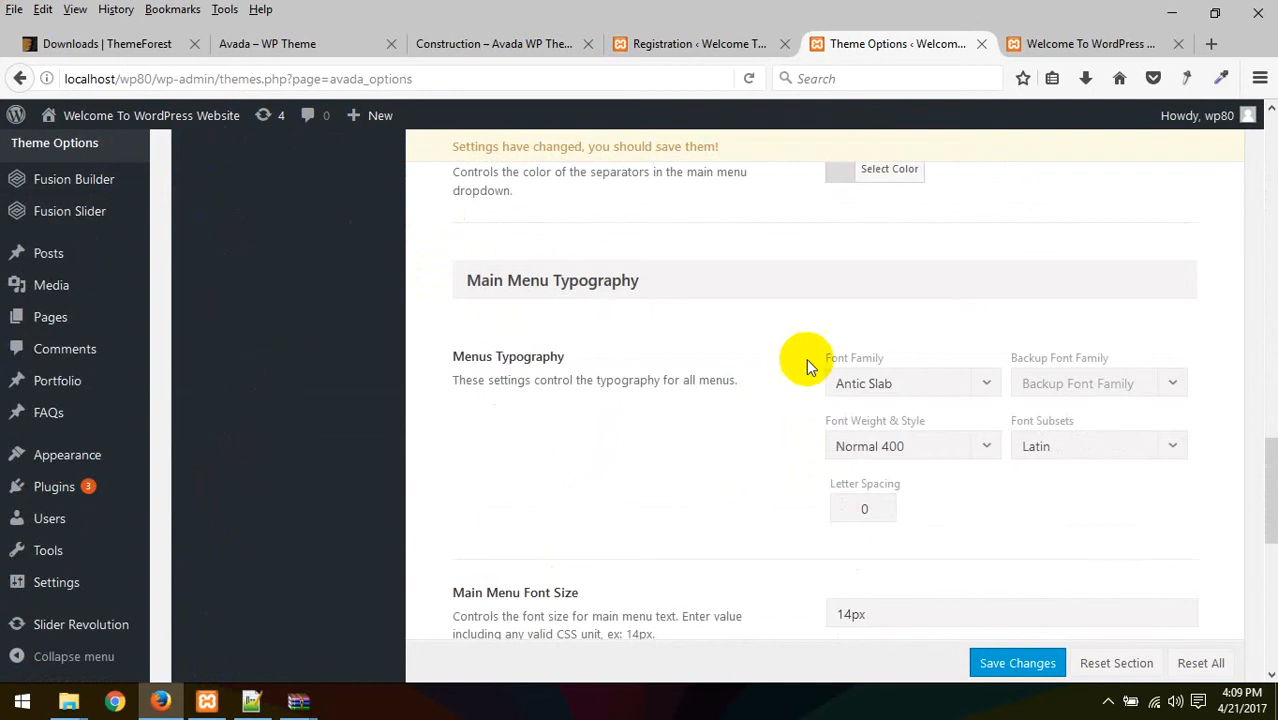 File Edit View History Bookmarks Tools Help
Downloads | ThemeForest
Avada – WP Theme
Construction – Avada WP The...
Registration ‹ Welcome T...
Theme Options ‹ Welcom...
Welcome To WordPress ...
localhost/wp80/wp-admin/themes.php?page=avada_options
Search
Welcome To WordPress Website 4 0 New
Howdy, wp80
Theme Options
Fusion Builder
Fusion Slider
Posts
Media
Pages
Comments
Portfolio
FAQs
Appearance
Plugins 3
Users
Tools
Settings
Slider Revolution
Collapse menu
Settings have changed, you should save them!
Controls the color of the separators in the main menu
dropdown.
Select Color
Main Menu Typography
Menus Typography
These settings control the typography for all menus.
Font Family
Antic Slab
Backup Font Family
Backup Font Family
Font Weight & Style
Normal 400
Font Subsets
Latin
Letter Spacing
0
Main Menu Font Size
Controls the font size for main menu text. Enter value
including any valid CSS unit, ex: 14px.
14px
Save Changes
Reset Section
Reset All
4:09 PM
4/21/2017